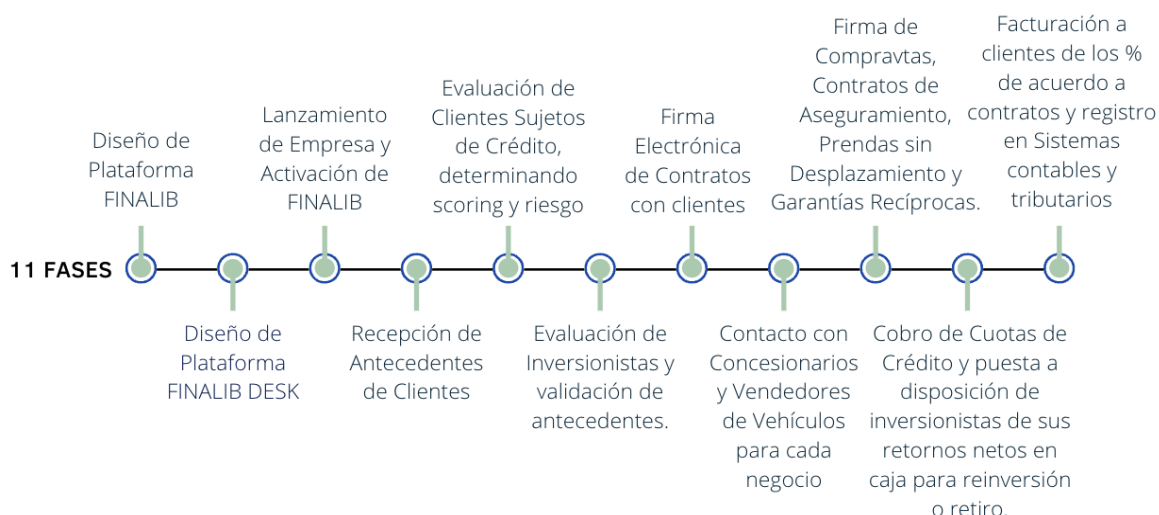 11 FASES
Diseño de
Plataforma
FINALIB
Diseño de
Plataforma
FINALIB DESK
Lanzamiento
de Empresa y
Activación de
FINALIB
Recepción de
Antecedentes
de Clientes
Evaluación de
Clientes Sujetos
de Crédito,
determinando
scoring y riesgo
Evaluación de
Inversionistas y
validación de
antecedentes.
Firma
Electrónica
de Contratos
con clientes
Contacto con
Concesionarios
y Vendedores
de Vehículos
para cada
negocio
Firma de
Compravtas,
Contratos de
Aseguramiento,
Prendas sin
Desplazamiento y
Garantías Recíprocas.
Cobro de Cuotas de
Crédito y puesta a
disposición de
inversionistas de sus
retornos netos en
caja para reinversión
o retiro.
Facturación a
clientes de los %
de acuerdo a
contratos y registro
en Sistemas
contables y
tributarios